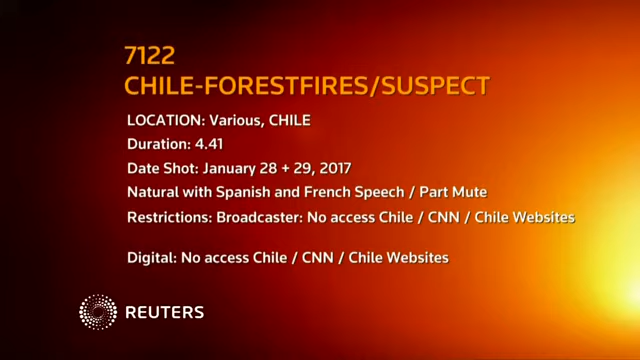 7122
CHILE-FORESTFIRES/SUSPECT
LOCATION: Various, CHILE
Duration: 4.41
Date Shot: January 28 + 29, 2017
Natural with Spanish and French Speech / Part Mute
Restrictions: Broadcaster: No access Chile / CNN / Chile Websites
Digital: No access Chile / CNN / Chile Websites
REUTERS